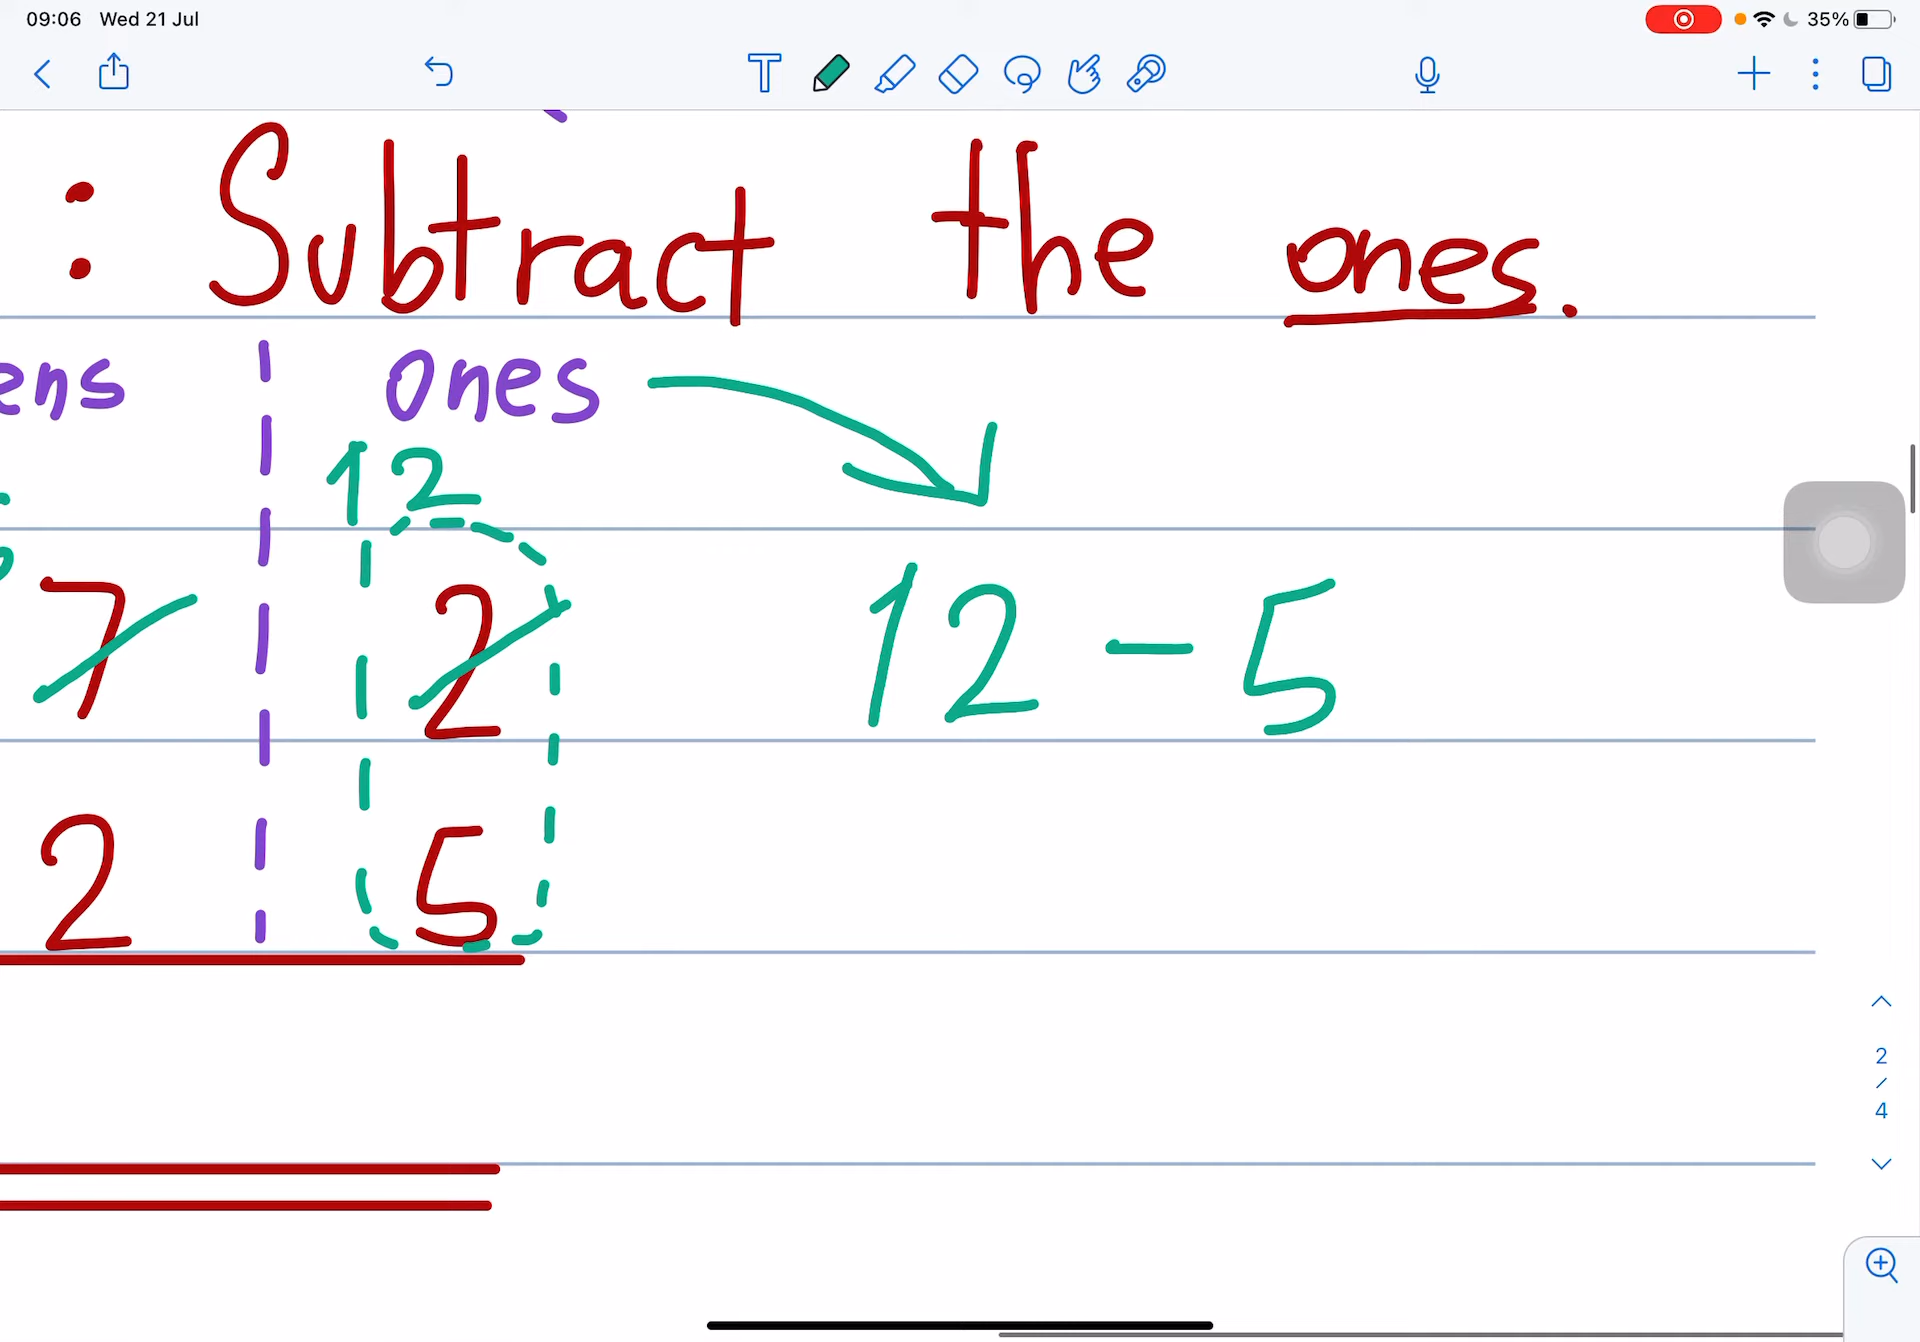 09:06 Wed 21 Jul 35%
: Subtract the ones.
ens ones
12
7 2 12 - 5
2 5
2
/
4